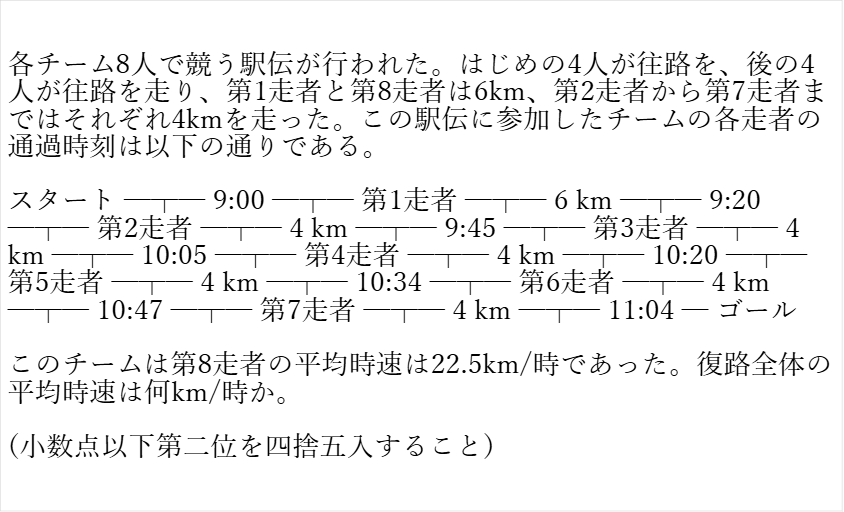 各チーム8人で競う駅伝が行われた。はじめの4人が往路を、後の4
人が往路を走り、第1走者と第8走者は6km、第2走者から第7走者ま
ではそれぞれ4kmを走った。この駅伝に参加したチームの各走者の
通過時刻は以下の通りである。
スタート ─┬─ 9:00 ─┬─ 第1走者 ─┬─ 6 km ─┬─ 9:20
─┬─ 第2走者 ─┬─ 4 km ─┬─ 9:45 ─┬─ 第3走者 ─┬─ 4
km ─┬─ 10:05 ─┬─ 第4走者 ─┬─ 4 km ─┬─ 10:20 ─┬─
第5走者 ─┬─ 4 km ─┬─ 10:34 ─┬─ 第6走者 ─┬─ 4 km
─┬─ 10:47 ─┬─ 第7走者 ─┬─ 4 km ─┬─ 11:04 ─ ゴール
このチームは第8走者の平均時速は22.5km/時であった。復路全体の
平均時速は何km/時か。
(小数点以下第二位を四捨五入すること)